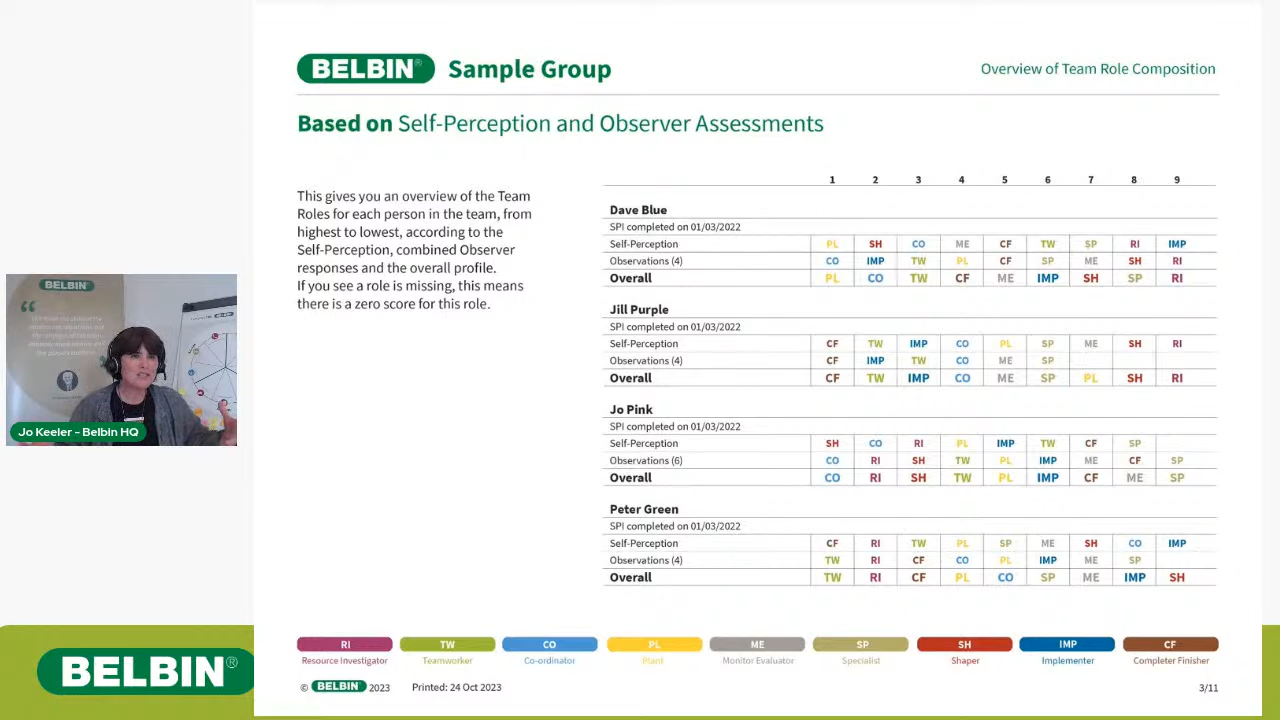 BELBIN® Sample Group
Overview of Team Role Composition
Based on Self-Perception and Observer Assessments
This gives you an overview of the Team
Roles for each person in the team, from
highest to lowest, according to the
Self-Perception, combined Observer
responses and the overall profile.
If you see a role is missing, this means
there is a zero score for this role.
1 2 3 4 5 6 7 8 9
Dave Blue
SPI completed on 01/03/2022
Self-Perception PL SH CO ME CF TW SP RI IMP
Observations (4) CO IMP TW PL CF SP ME SH RI
Overall PL CO TW CF ME IMP SH SP RI
Jill Purple
SPI completed on 01/03/2022
Self-Perception CF TW IMP CO PL SP ME SH RI
Observations (4) CF IMP TW CO ME SP
Overall CF TW IMP CO ME SP PL SH RI
Jo Pink
SPI completed on 01/03/2022
Self-Perception SH CO RI PL IMP TW CF SP
Observations (6) CO RI SH TW PL IMP ME CF SP
Overall CO RI SH TW PL IMP CF ME SP
Peter Green
SPI completed on 01/03/2022
Self-Perception CF RI TW PL SP ME SH CO IMP
Observations (4) TW RI CF CO PL IMP ME SP
Overall TW RI CF PL CO SP ME IMP SH
RI TW CO PL ME SP SH IMP CF
Resource Investigator Teamworker Co-ordinator Plant Monitor Evaluator Specialist Shaper Implementer Completer Finisher
© BELBIN® 2023 Printed: 24 Oct 2023
3/11
BELBIN
Jo Keeler - Belbin HQ
BELBIN®